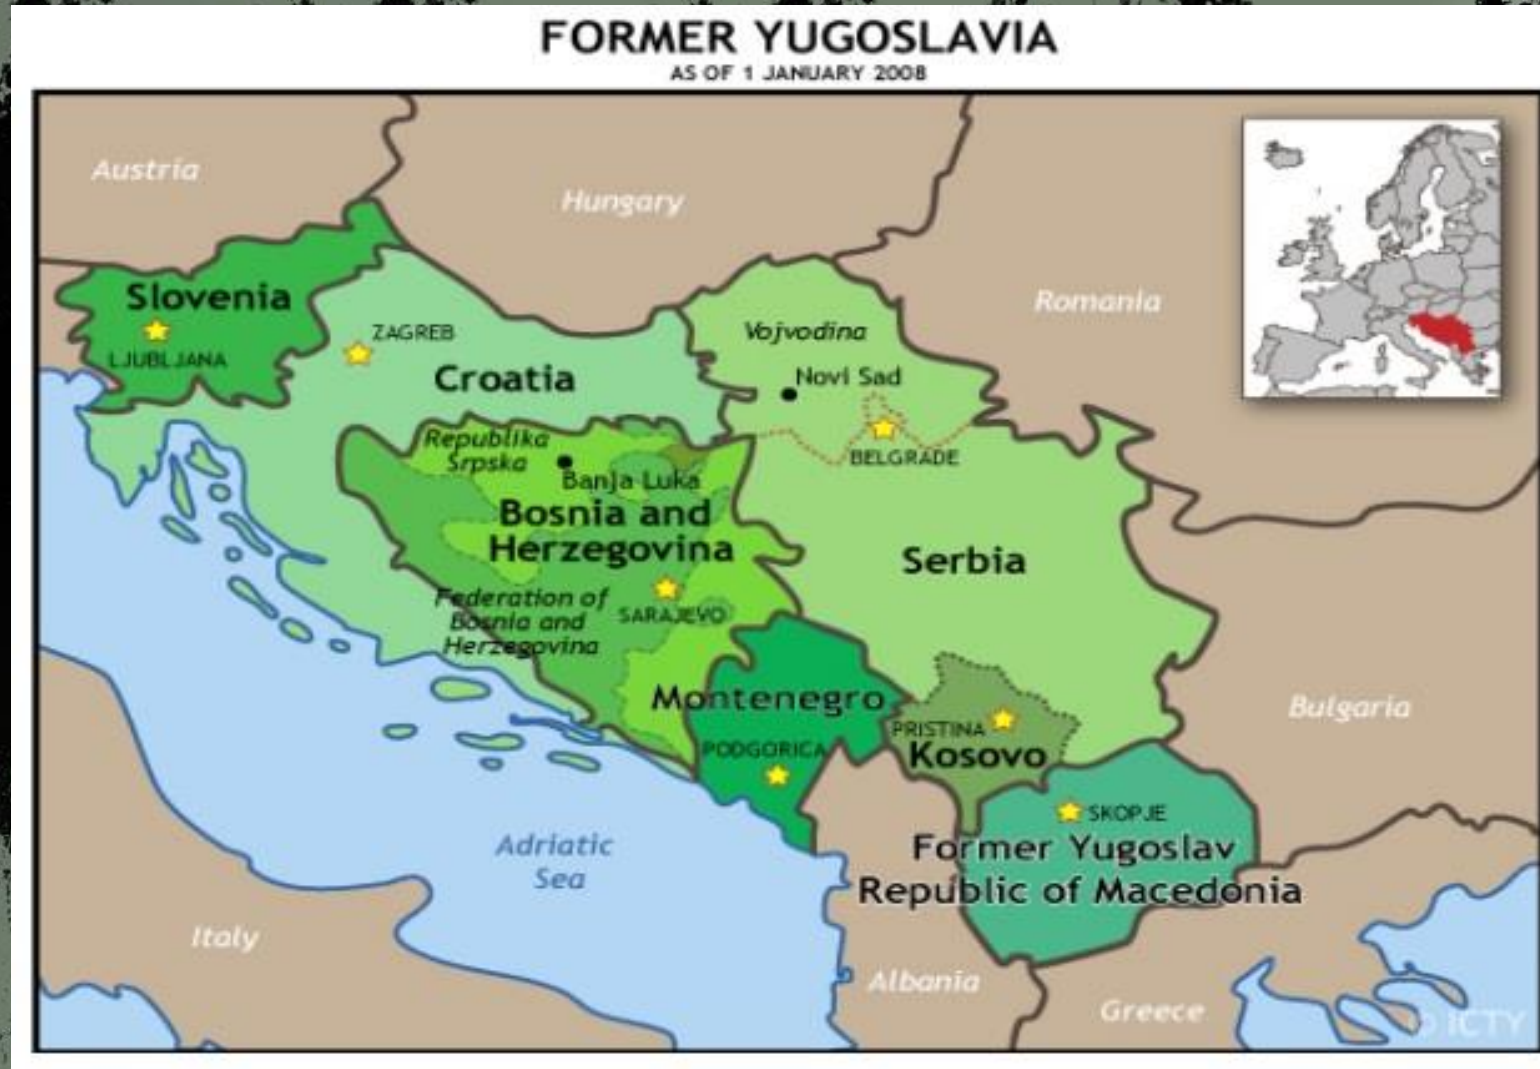 FORMER YUGOSLAVIA
AS OF 1 JANUARY 2008
Austria
Hungary
Romania
Slovenia
LJUBLJANA
ZAGREB
Croatia
Vojvodina
Novi Sad
BELGRADE
Republika
Srpska
Banja Luka
Bosnia and
Herzegovina
Serbia
Federation of
Bosnia and
Herzegovina
SARAJEVO
Montenegro
PODGORICA
PRISTINA
Kosovo
Bulgaria
SKOPJE
Former Yugoslav
Republic of Macedonia
Adriatic
Sea
Italy
Albania
Greece
© ICTY